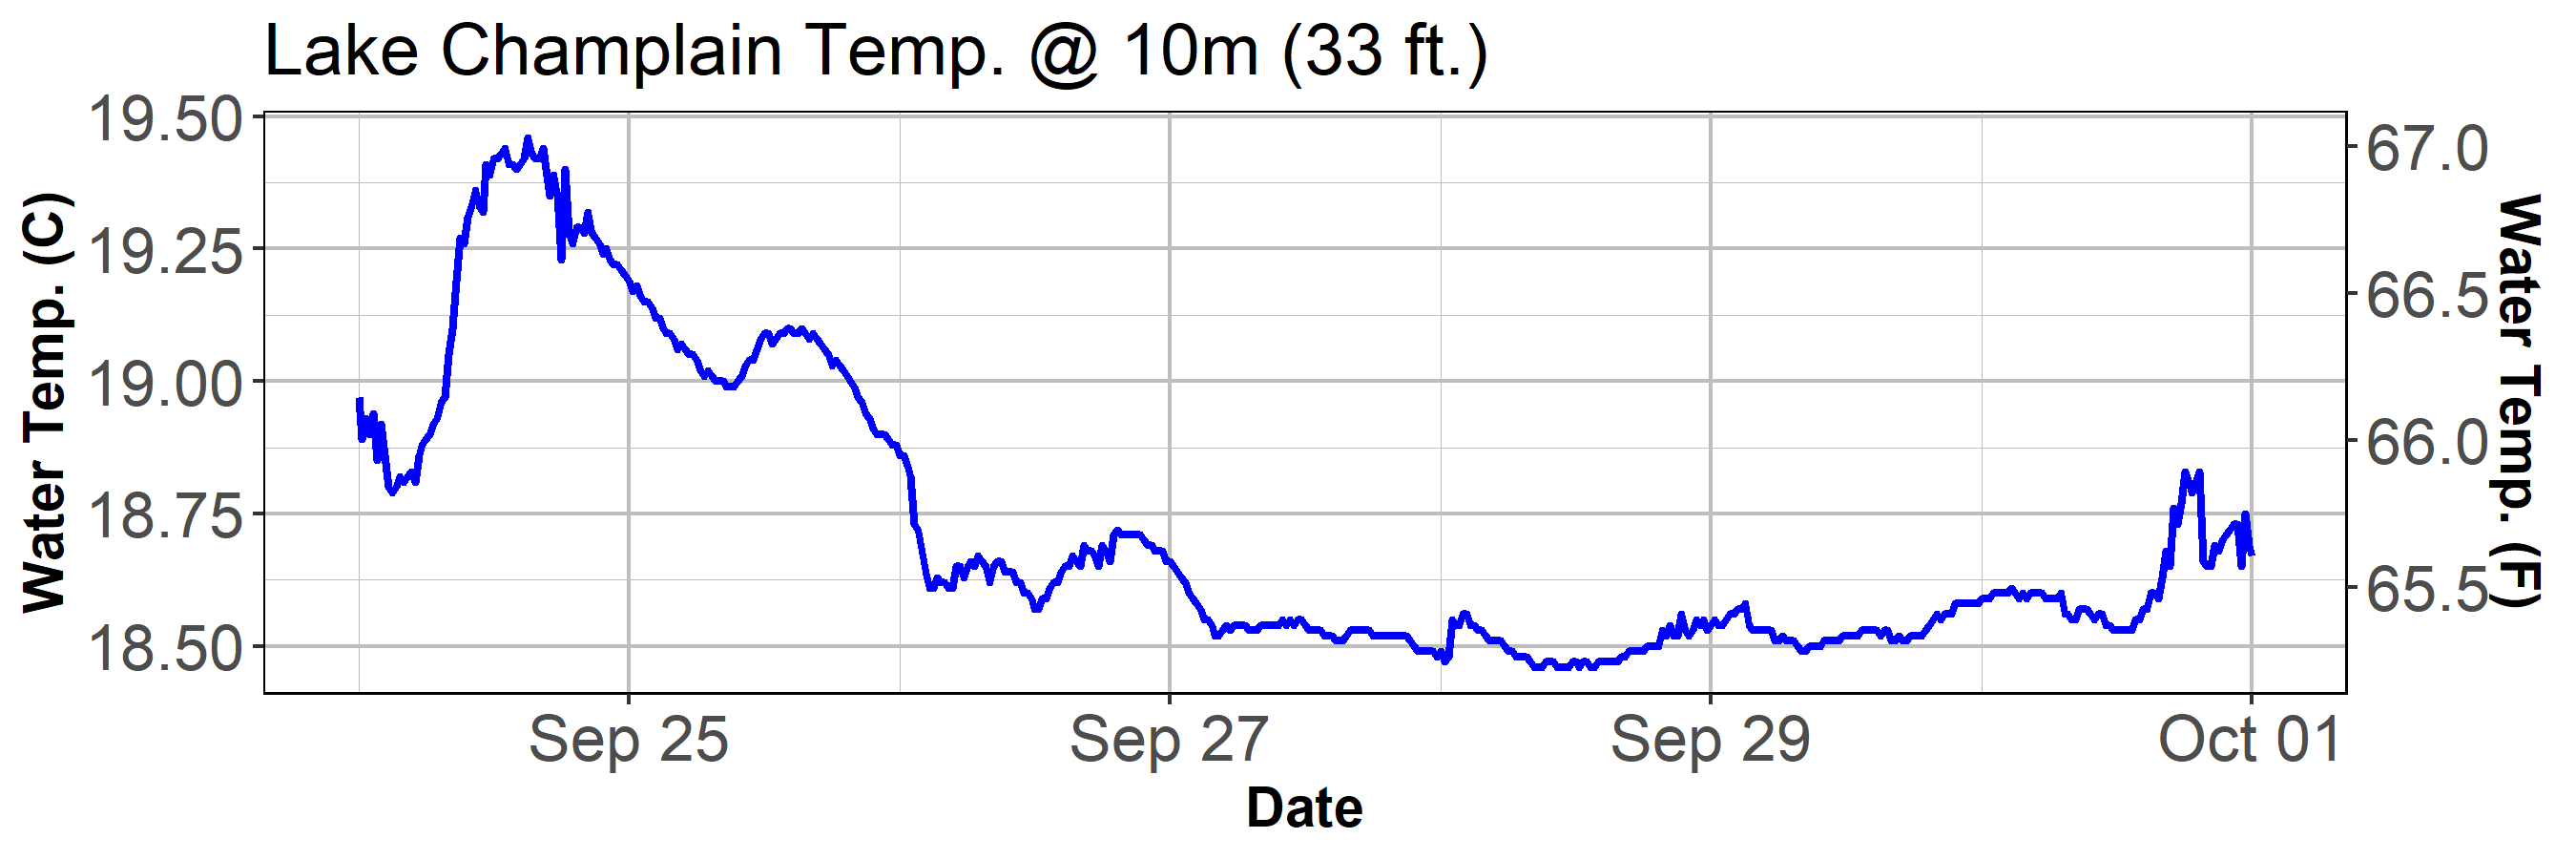 Lake Champlain Temp. @ 10m (33 ft.)
Water Temp. (C)
19.50
19.25
19.00
18.75
18.50
67.0
66.5
66.0
65.5
Water Temp. (F)
Sep 25 Sep 27 Sep 29 Oct 01
Date